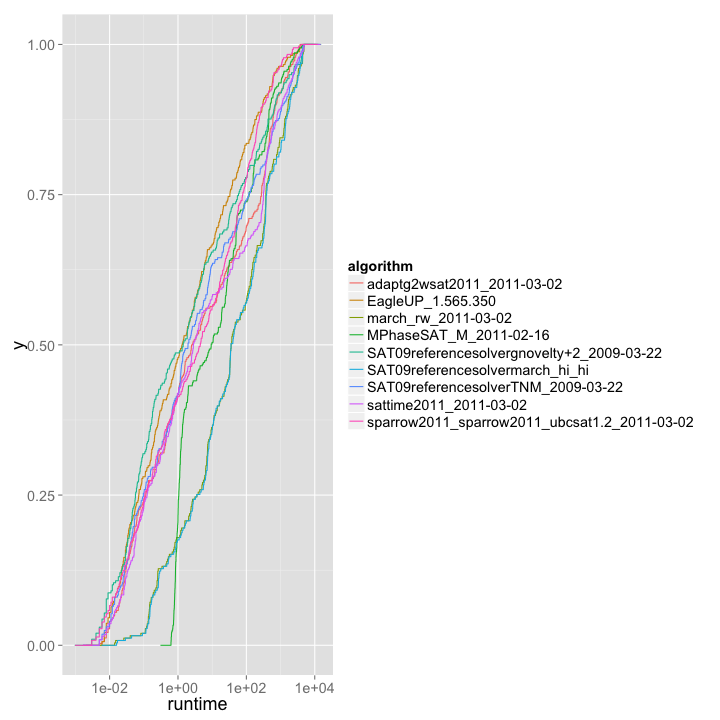 1.00
0.75
0.50
0.25
0.00
y
1e-02 1e+00 1e+02 1e+04
runtime
algorithm
adaptg2wsat2011_2011-03-02
EagleUP_1.565.350
march_rw_2011-03-02
MPhaseSAT_M_2011-02-16
SAT09referencesolvergnovelty+2_2009-03-22
SAT09referencesolvermarch_hi_hi
SAT09referencesolverTNM_2009-03-22
sattime2011_2011-03-02
sparrow2011_sparrow2011_ubcsat1.2_2011-03-02